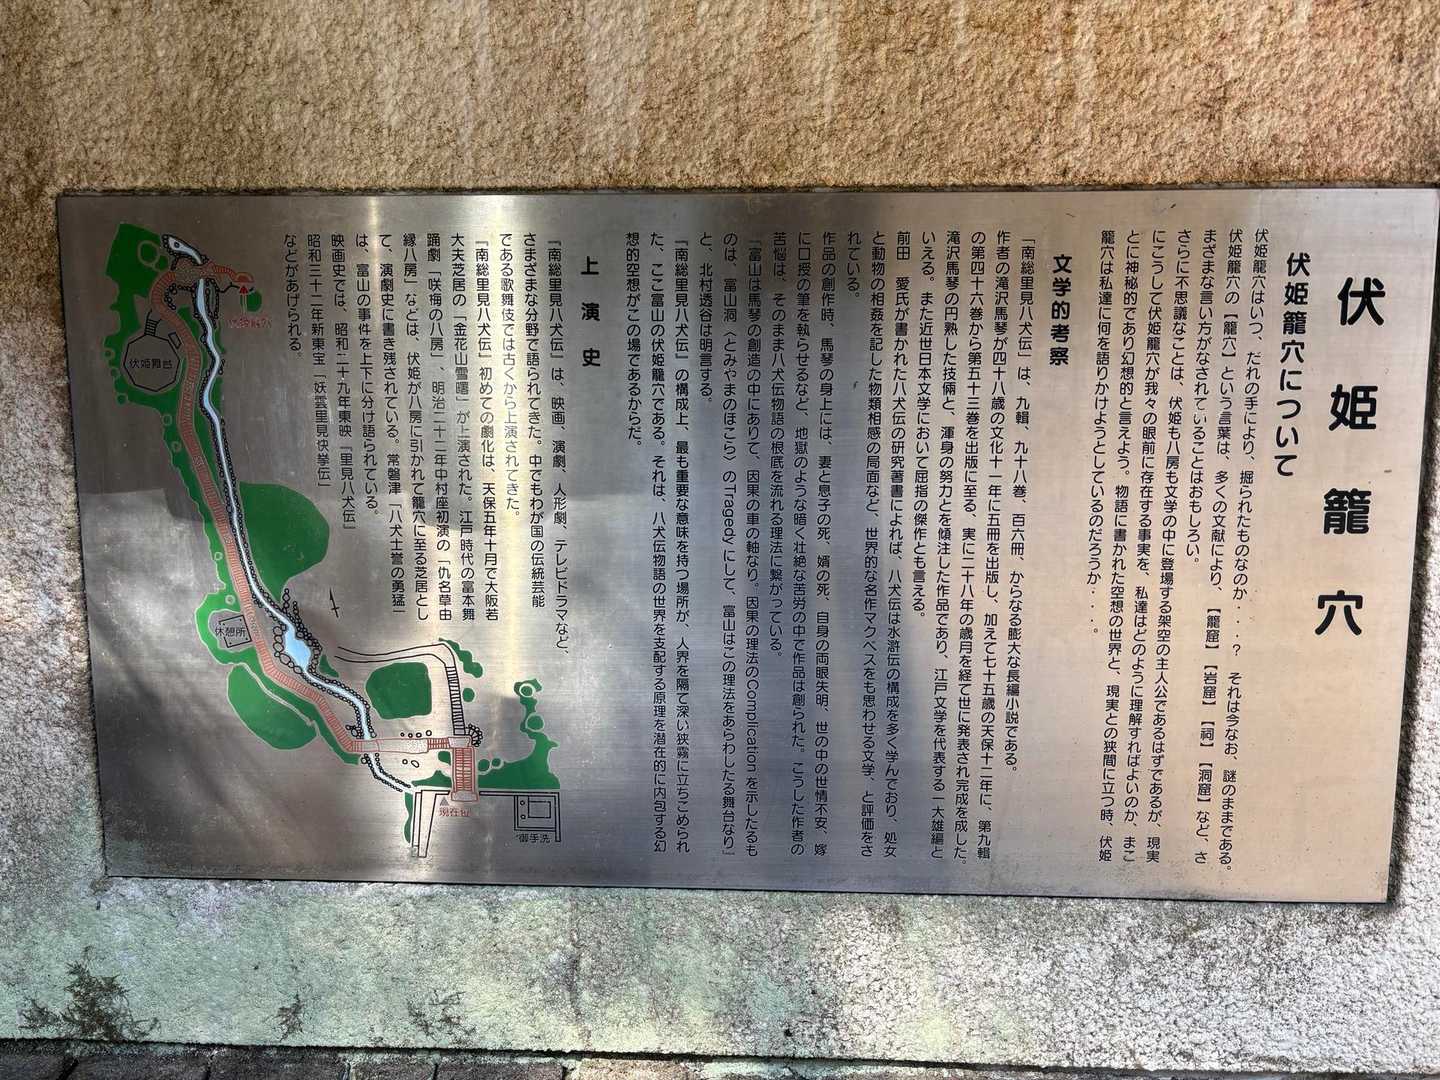 伏姫籠穴
伏姫籠穴について
伏姫籠穴はいつ、だれの手により、掘られたものなのか・・・？　それは今なお、謎のままである。
伏姫籠穴の【籠穴】という言葉は、多くの文献により、【籠窟】【岩窟】【祠】【洞窟】など、さ
まざまな言い方がなされていることはおもしろい。
さらに不思議なことは、伏姫も八房も文学の中に登場する架空の主人公であるはずであるが、現実
にこうして伏姫籠穴が我々の眼前に存在する事実を、私達はどのように理解すればよいのか、まこ
とに神秘的であり幻想的と言えよう。物語に書かれた空想の世界と、現実との狭間に立つ時、伏姫
籠穴は私達に何を語りかけようとしているのだろうか・・・。
文学的考察
「南総里見八犬伝」は、九輯、九十八巻、百六冊、からなる膨大な長編小説である。
作者の滝沢馬琴が四十八歳の文化十一年に五冊を出版し、加えて七十五歳の天保十二年に、第九輯
の第四十六巻から第五十三巻を出版に至る、実に二十八年の歳月を経て世に発表され完成を成した。
滝沢馬琴の円熟した技倆と、渾身の努力とを傾注した作品であり、江戸文学を代表する一大雄編と
いえる。また近世日本文学において屈指の傑作とも言える。
前田　愛氏が書かれた八犬伝の研究著書によれば、八犬伝は水滸伝の構成を多く学んでおり、処女
と動物の相姦を記した物類相感の局面など、世界的な名作マクベスをも思わせる文学、と評価をさ
れている。
作品の創作時、馬琴の身上には、妻と息子の死、婿の死、自身の両眼失明、世の中の世情不安、嫁
に口授の筆を執らせるなど、地獄のような暗く壮絶な苦労の中で作品は創られた。こうした作者の
苦悩は、そのまま八犬伝物語の根底を流れる理法に繋がっている。
「富山は馬琴の創造の中にありて、因果の車の軸なり。因果の理法のComplicationを示したるも
のは、富山洞（とみやまのほこら）のTragedyにして、富山はこの理法をあらわしたる舞台なり」
と、北村透谷は明言する。
『南総里見八犬伝』の構成上、最も重要な意味を持つ場所が、人界を隔て深い狭霧に立ちこめられ
た、ここ富山の伏姫籠穴である。それは、八犬伝物語の世界を支配する原理を潜在的に内包する幻
想的空想がこの場であるからだ。
上演史
『南総里見八犬伝』は、映画、演劇、人形劇、テレビドラマなど、
さまざまな分野で語られてきた。中でもわが国の伝統芸能
である歌舞伎では古くから上演されてきた。
『南総里見八犬伝』初めての劇化は、天保五年十月で大阪若
大夫芝居の「金花山雪曙」が上演された。江戸時代の富本舞
踊劇「咲梅の八房」、明治二十二年中村座初演の「仇名草由
縁八房」などは、伏姫が八房に引かれて籠穴に至る芝居とし
て、演劇史に書き残されている。常磐津「八犬士誉の勇猛」
は、富山の事件を上下に分け語られている。
映画史では、昭和二十九年東映『里見八犬伝』
昭和三十二年新東宝「妖雲里見快挙伝」
などがあげられる。
伏姫舞台
休憩所
現在位
御手洗